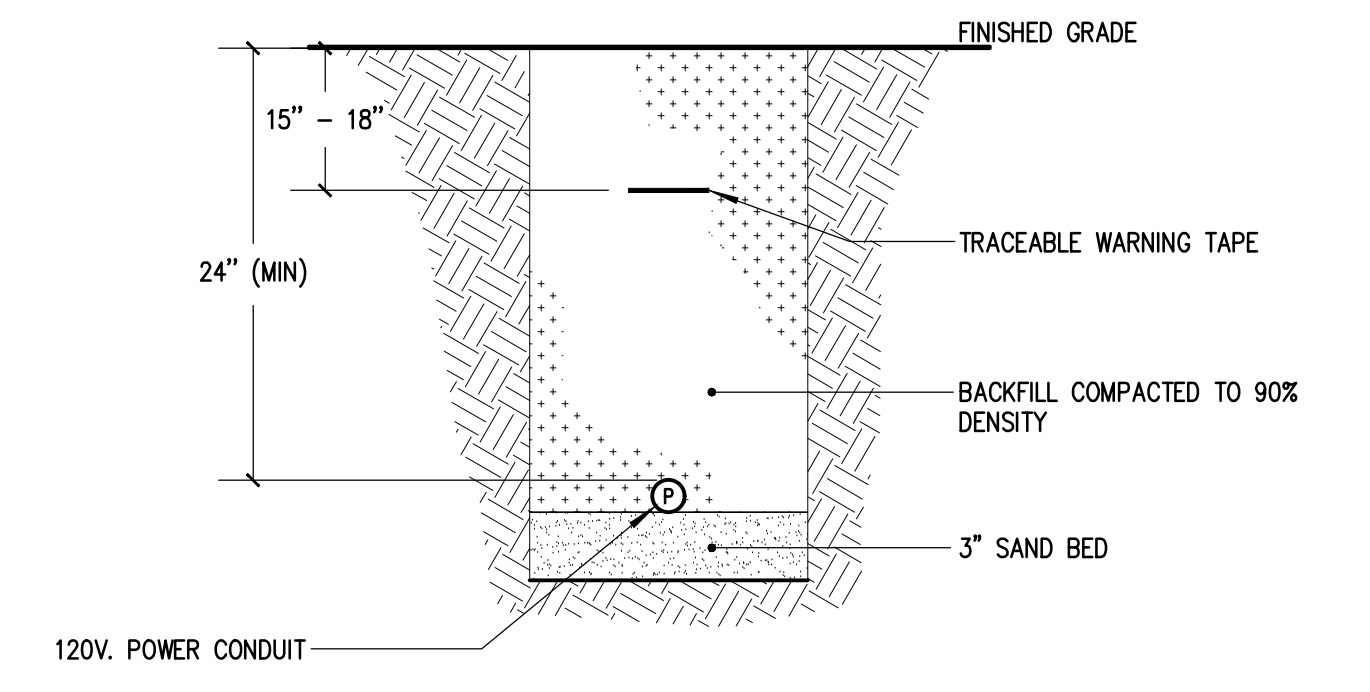 FINISHED GRADE
15” – 18”
TRACEABLE WARNING TAPE
24” (MIN)
BACKFILL COMPACTED TO 90%
DENSITY
P
3” SAND BED
120V. POWER CONDUIT